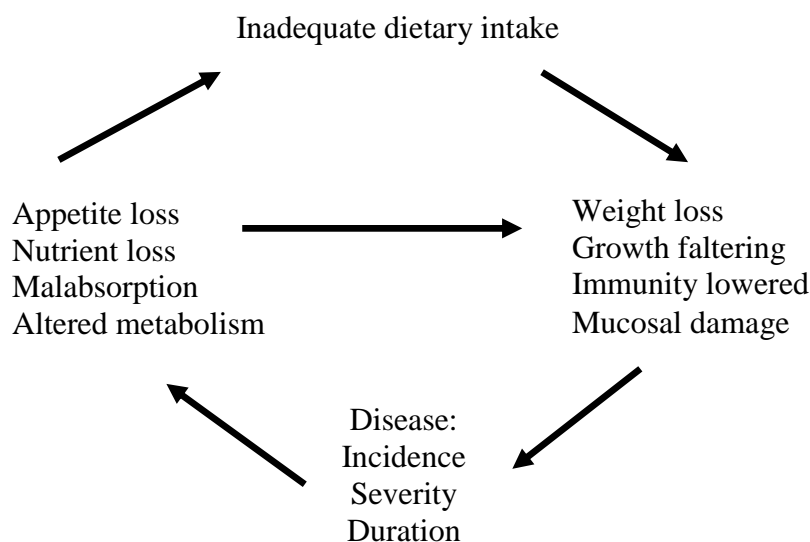 Inadequate dietary intake
Appetite loss
Nutrient loss
Malabsorption
Altered metabolism
Weight loss
Growth faltering
Immunity lowered
Mucosal damage
Disease:
Incidence
Severity
Duration